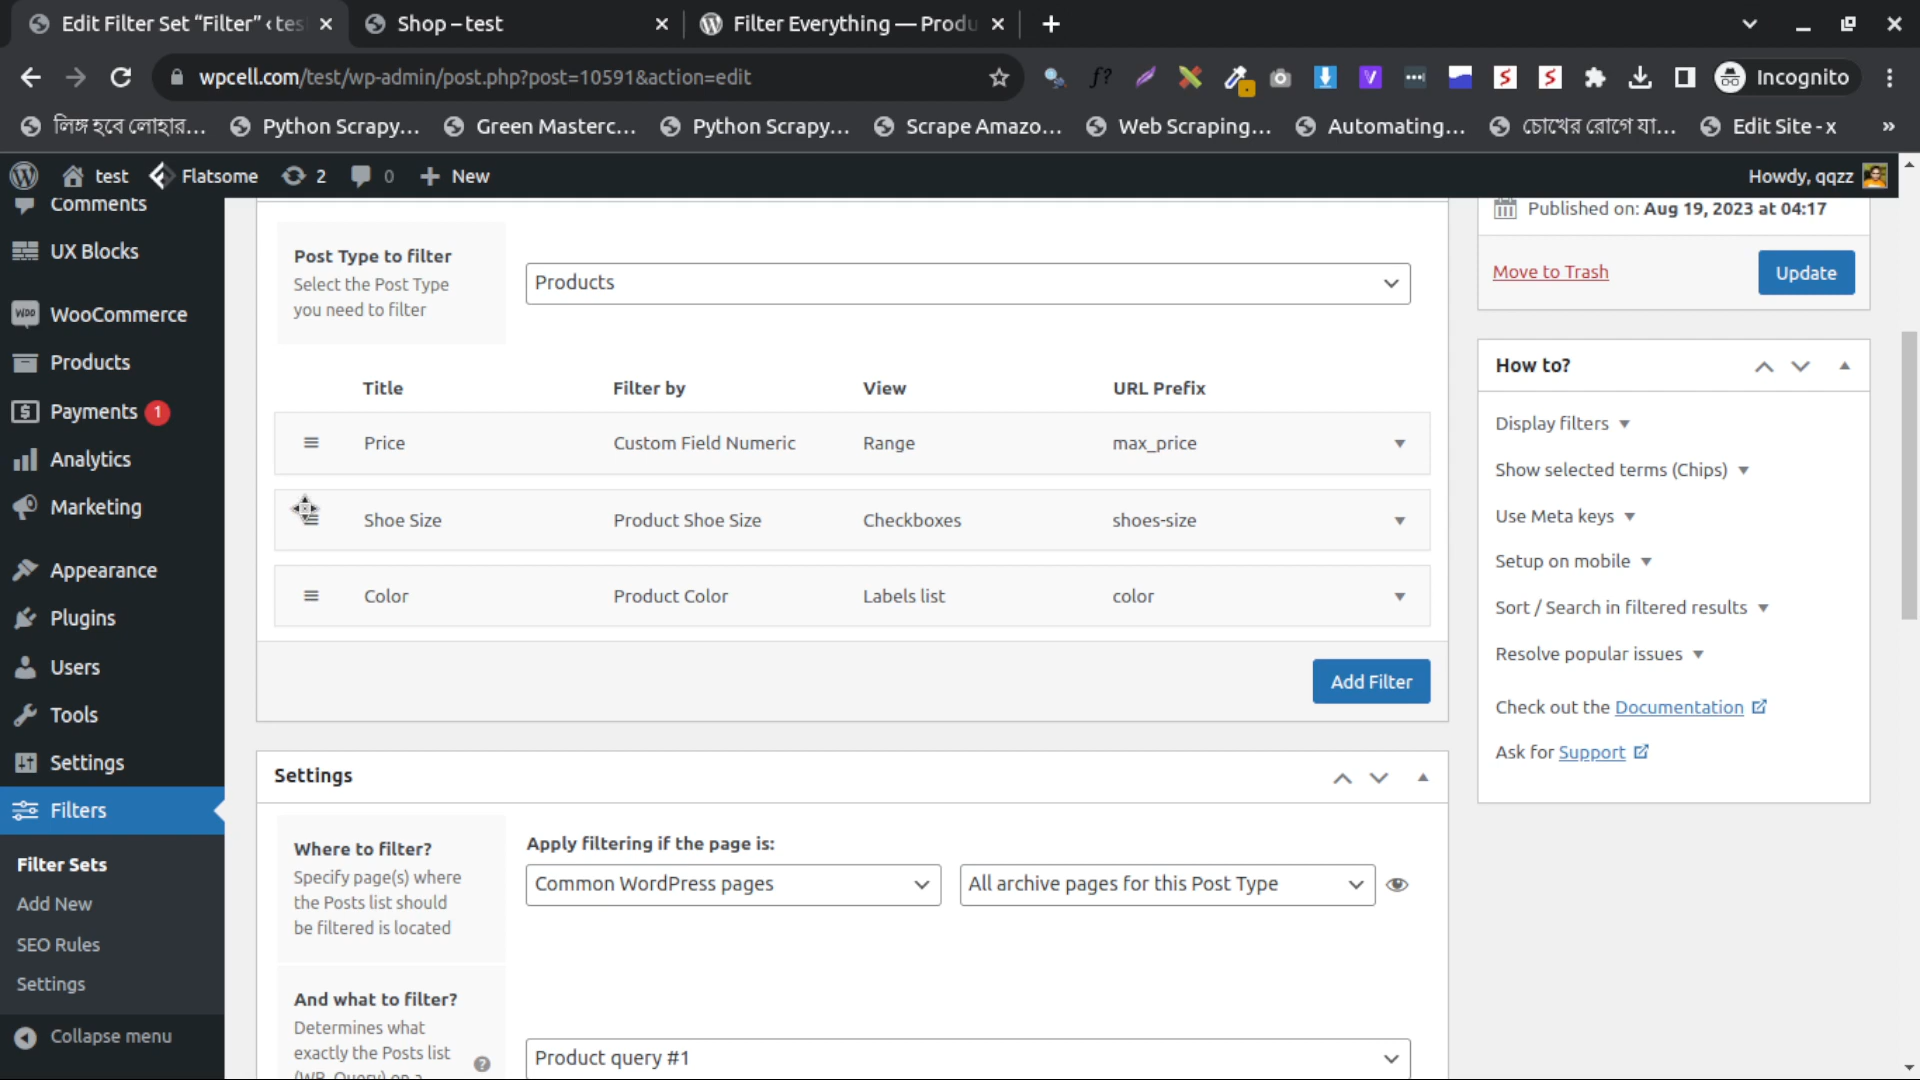 Edit Filter Set “Filter” ‹ tes
Shop – test
Filter Everything — Produ
wpcell.com/test/wp-admin/post.php?post=10591&action=edit
Incognito
লিঙ্গ হবে লোহার...
Python Scrapy...
Green Masterc...
Python Scrapy...
Scrape Amazo...
Web Scraping...
Automating...
চোখের রোগে যা...
Edit Site - x
»
test
Flatsome
2
0
New
Howdy, qqzz
Comments
UX Blocks
WooCommerce
Products
Payments 1
Analytics
Marketing
Appearance
Plugins
Users
Tools
Settings
Filters
Filter Sets
Add New
SEO Rules
Settings
Collapse menu
Post Type to filter
Select the Post Type
you need to filter
Products
Title Filter by View URL Prefix
Price Custom Field Numeric Range max_price
Shoe Size Product Shoe Size Checkboxes shoes-size
Color Product Color Labels list color
Add Filter
Settings
Where to filter?
Specify page(s) where
the Posts list should
be filtered is located
Apply filtering if the page is:
Common WordPress pages
All archive pages for this Post Type
And what to filter?
Determines what
exactly the Posts list
(WP_Query) on a
Product query #1
Published on: Aug 19, 2023 at 04:17
Move to Trash
Update
How to?
Display filters
Show selected terms (Chips)
Use Meta keys
Setup on mobile
Sort / Search in filtered results
Resolve popular issues
Check out the Documentation
Ask for Support